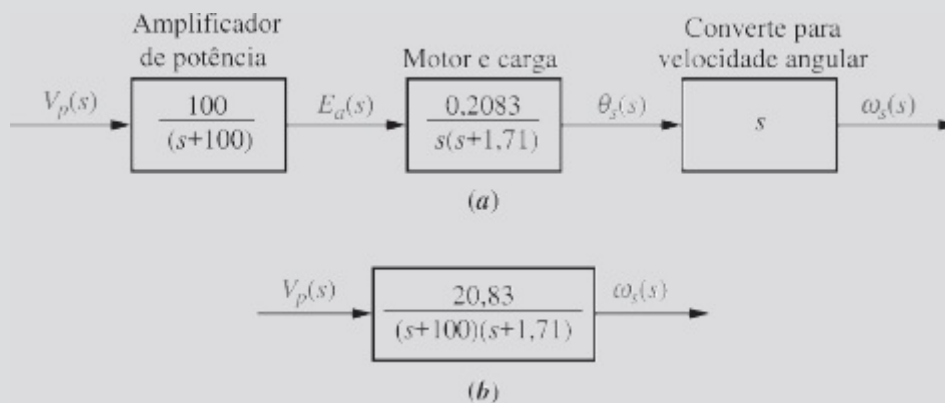 Amplificador
de potência
Motor e carga
Converte para
velocidade angular
V_p(s)
100
(s+100)
E_a(s)
0,2083
s(s+1,71)
θ_s(s)
s
ω_s(s)
(a)
V_p(s)
20,83
(s+100)(s+1,71)
ω_s(s)
(b)